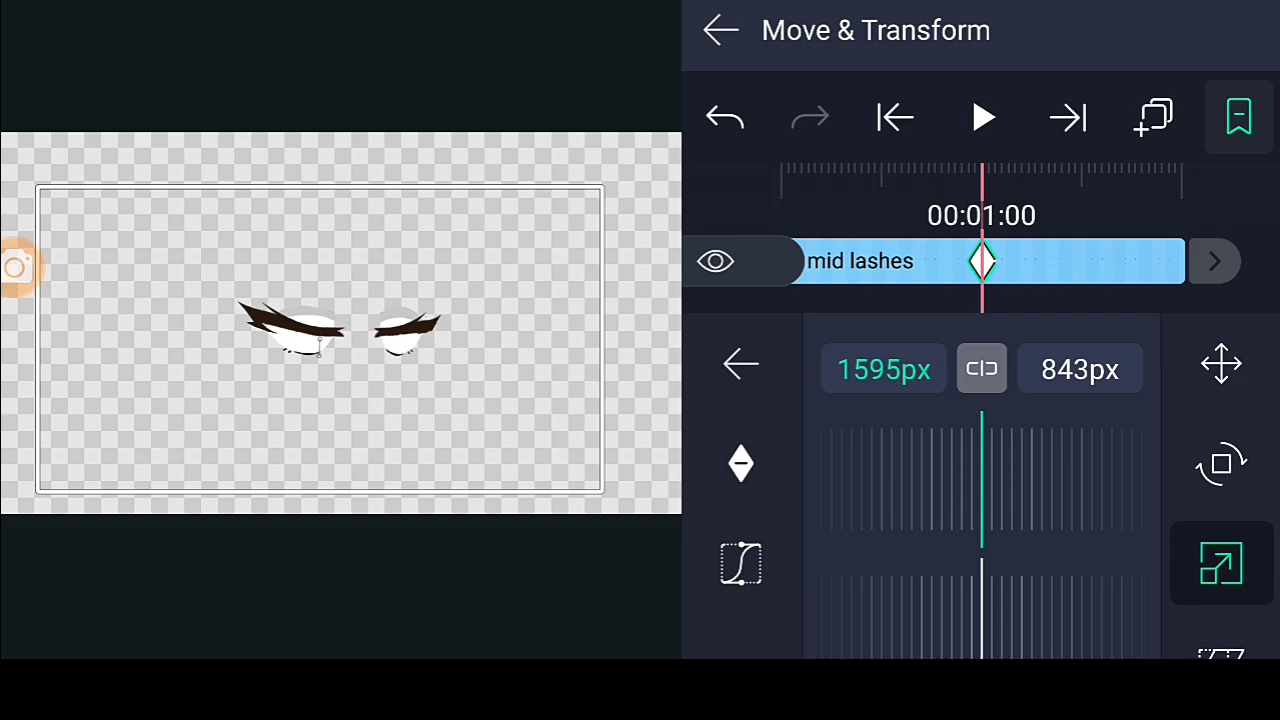 Move & Transform
00:01:00
mid lashes
1595px
843px